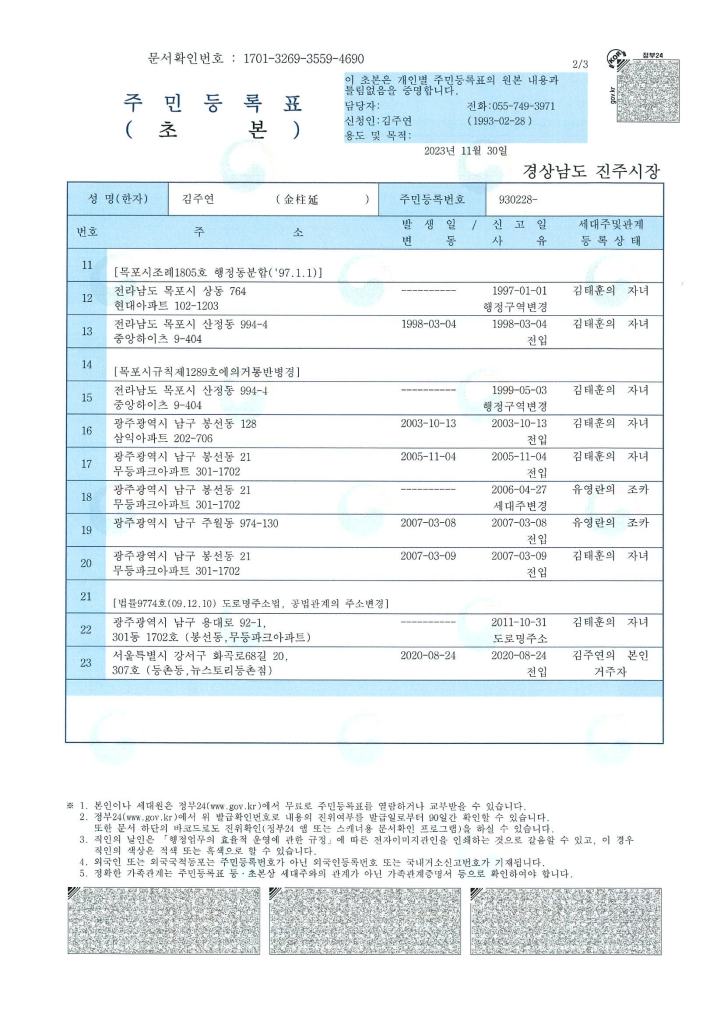 문서확인번호 : 1701-3269-3559-4690
2/3
정부24
gov.kr
주 민 등 록 표
( 초 본 )
이 초본은 개인별 주민등록표의 원본 내용과
틀림없음을 증명합니다.
담당자: 전화:055-749-3971
신청인:김주연 (1993-02-28 )
용도 및 목적:
2023년 11월 30일
경상남도 진주시장
성 명(한자) 김주연 (金柱延 ) 주민등록번호 930228-
번호 주 소 발 생 일 / 신 고 일 세대주및관계
변 동 사 유 등 록 상 태
11 [목포시조례1805호 행정동분합('97.1.1)]
12 전라남도 목포시 상동 764 ---------- 1997-01-01 김태훈의 자녀
현대아파트 102-1203 행정구역변경
13 전라남도 목포시 산정동 994-4 1998-03-04 1998-03-04 김태훈의 자녀
중앙하이츠 9-404 전입
14 [목포시규칙제1289호에의거통반병경]
15 전라남도 목포시 산정동 994-4 ---------- 1999-05-03 김태훈의 자녀
중앙하이츠 9-404 행정구역변경
16 광주광역시 남구 봉선동 128 2003-10-13 2003-10-13 김태훈의 자녀
삼익아파트 202-706 전입
17 광주광역시 남구 봉선동 21 2005-11-04 2005-11-04 김태훈의 자녀
무등파크아파트 301-1702 전입
18 광주광역시 남구 봉선동 21 ---------- 2006-04-27 유영란의 조카
무등파크아파트 301-1702 세대주변경
19 광주광역시 남구 주월동 974-130 2007-03-08 2007-03-08 유영란의 조카
전입
20 광주광역시 남구 봉선동 21 2007-03-09 2007-03-09 김태훈의 자녀
무등파크아파트 301-1702 전입
21 [법률9774호(09.12.10) 도로명주소법, 공법관계의 주소변경]
22 광주광역시 남구 용대로 92-1, ---------- 2011-10-31 김태훈의 자녀
301동 1702호 (봉선동,무등파크아파트) 도로명주소
23 서울특별시 강서구 화곡로68길 20, 2020-08-24 2020-08-24 김주연의 본인
307호 (등촌동,뉴스토리등촌점) 전입 거주자
※ 1. 본인이나 세대원은 정부24(www.gov.kr)에서 무료로 주민등록표를 열람하거나 교부받을 수 있습니다.
2. 정부24(www.gov.kr)에서 위 발급확인번호로 내용의 진위여부를 발급일로부터 90일간 확인할 수 있습니다.
또한 문서 하단의 바코드로도 진위확인(정부24 앱 또는 스캐너용 문서확인 프로그램)을 하실 수 있습니다.
3. 직인의 날인은 「행정업무의 효율적 운영에 관한 규정」에 따른 전자이미지관인을 인쇄하는 것으로 갈음할 수 있고, 이 경우
직인의 색상은 적색 또는 흑색으로 할 수 있습니다.
4. 외국인 또는 외국국적동포는 주민등록번호가 아닌 외국인등록번호 또는 국내거소신고번호가 기재됩니다.
5. 정확한 가족관계는 주민등록표 등·초본상 세대주와의 관계가 아닌 가족관계증명서 등으로 확인하여야 합니다.